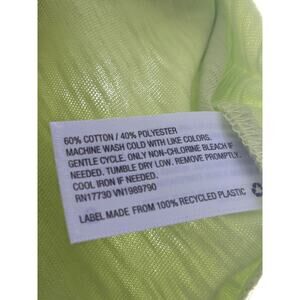 60% COTTON / 40% POLYESTER
MACHINE WASH COLD WITH LIKE COLORS.
GENTLE CYCLE. ONLY NON-CHLORINE BLEACH IF
NEEDED. TUMBLE DRY LOW. REMOVE PROMPTLY.
COOL IRON IF NEEDED.
RN17730 VN1989790
LABEL MADE FROM 100% RECYCLED PLASTIC